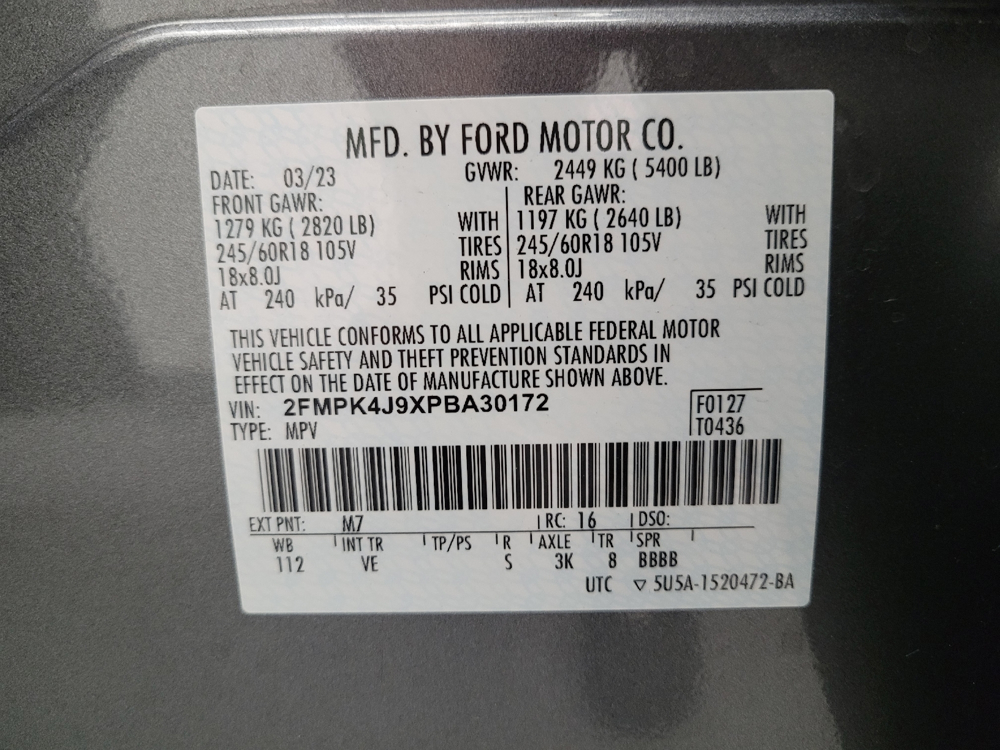 MFD. BY FORD MOTOR CO.
DATE: 03/23 GVWR: 2449 KG ( 5400 LB)
FRONT GAWR: REAR GAWR:
1279 KG ( 2820 LB) WITH 1197 KG ( 2640 LB) WITH
245/60R18 105V TIRES 245/60R18 105V TIRES
18x8.0J RIMS 18x8.0J RIMS
AT 240 kPa/ 35 PSI COLD AT 240 kPa/ 35 PSI COLD
THIS VEHICLE CONFORMS TO ALL APPLICABLE FEDERAL MOTOR
VEHICLE SAFETY AND THEFT PREVENTION STANDARDS IN
EFFECT ON THE DATE OF MANUFACTURE SHOWN ABOVE.
VIN: 2FMPK4J9XPBA30172 F0127
TYPE: MPV T0436
EXT PNT: M7 RC: 16 DSO:
WB INT TR TP/PS R AXLE TR SPR
112 VE S 3K 8 BBBB
UTC ▽ 5U5A-1520472-BA